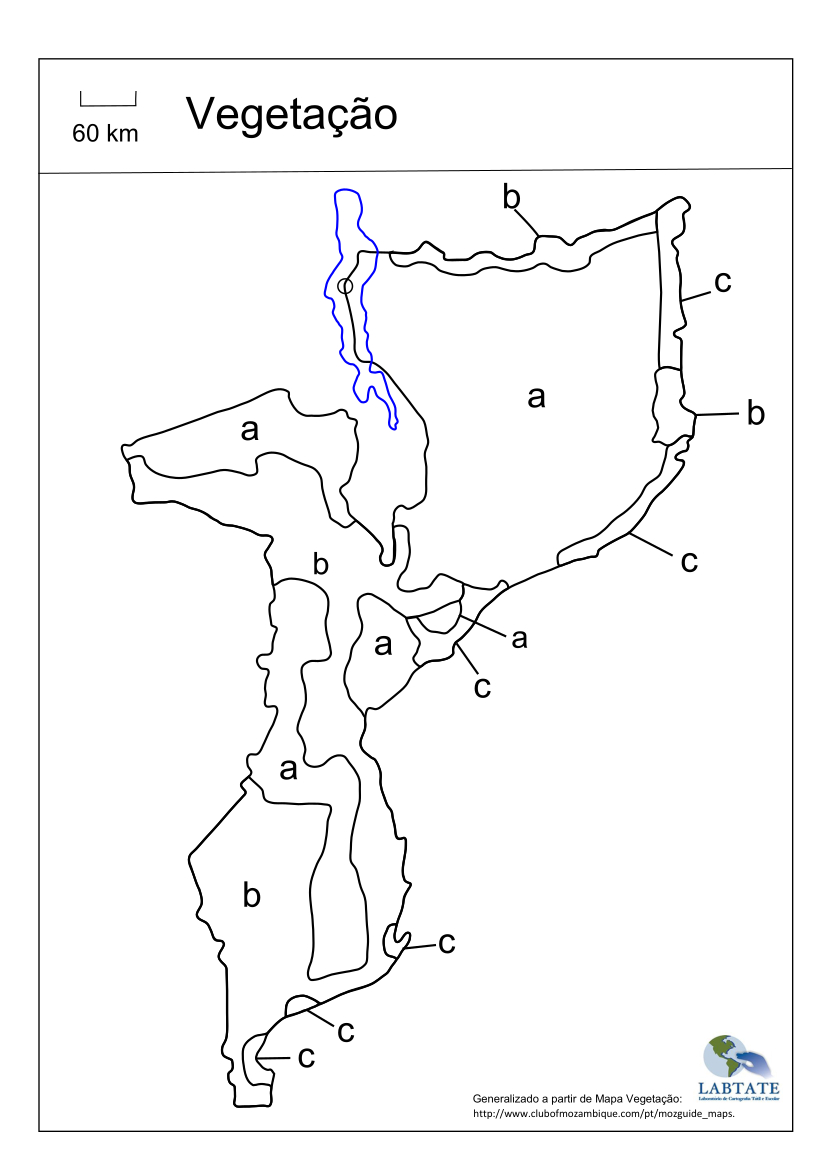 60 km
Vegetação
b
c
a
b
a
c
b
a
a
c
a
b
c
c
c
LABTATE
Laboratório de Cartografia Tátil e Escolar
Generalizado a partir de Mapa Vegetação:
http://www.clubofmozambique.com/pt/mozguide_maps.